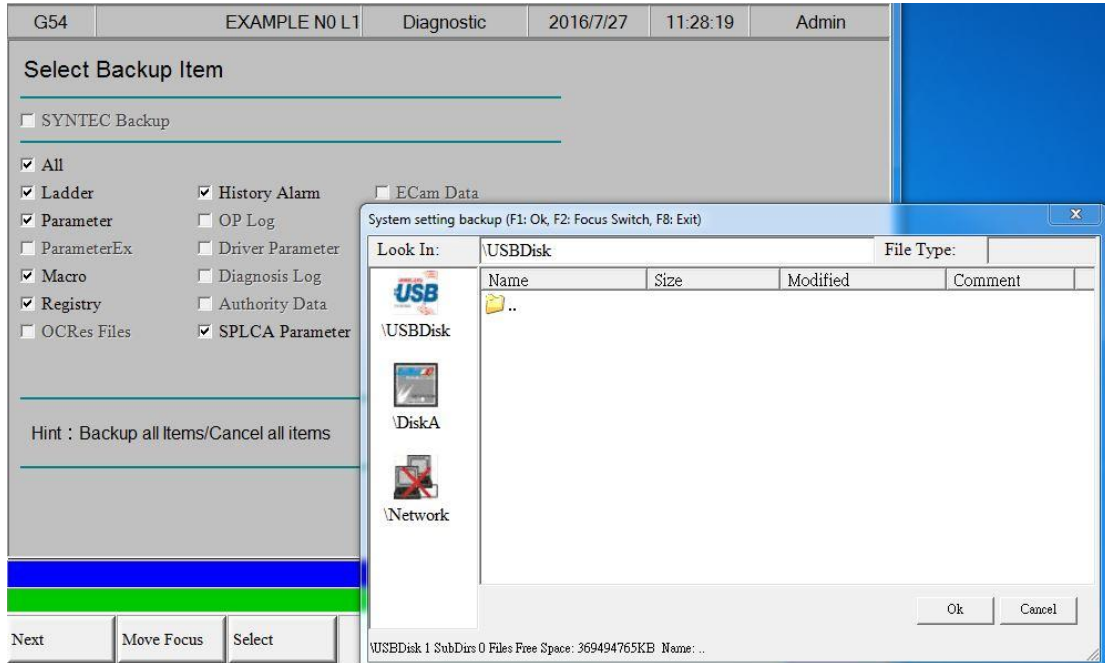 G54 EXAMPLE N0 L1 Diagnostic 2016/7/27 11:28:19 Admin
Select Backup Item
SYNTEC Backup
All
Ladder History Alarm ECam Data
Parameter OP Log
ParameterEx Driver Parameter
Macro Diagnosis Log
Registry Authority Data
OCRes Files SPLCA Parameter
Hint : Backup all Items/Cancel all items
Next Move Focus Select
System setting backup (F1: Ok, F2: Focus Switch, F8: Exit)
Look In: \USBDisk File Type:
Name Size Modified Comment
..
USB
\USBDisk
\DiskA
\Network
Ok Cancel
\USBDisk 1 SubDirs 0 Files Free Space: 369494765KB Name: ..